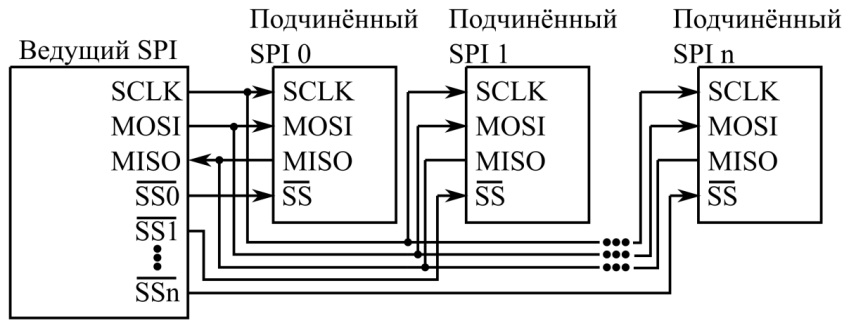 Ведущий SPI
SCLK
MOSI
MISO
SS0
SS1
SSn
Подчинённый
SPI 0
SCLK
MOSI
MISO
SS
Подчинённый
SPI 1
SCLK
MOSI
MISO
SS
Подчинённый
SPI n
SCLK
MOSI
MISO
SS